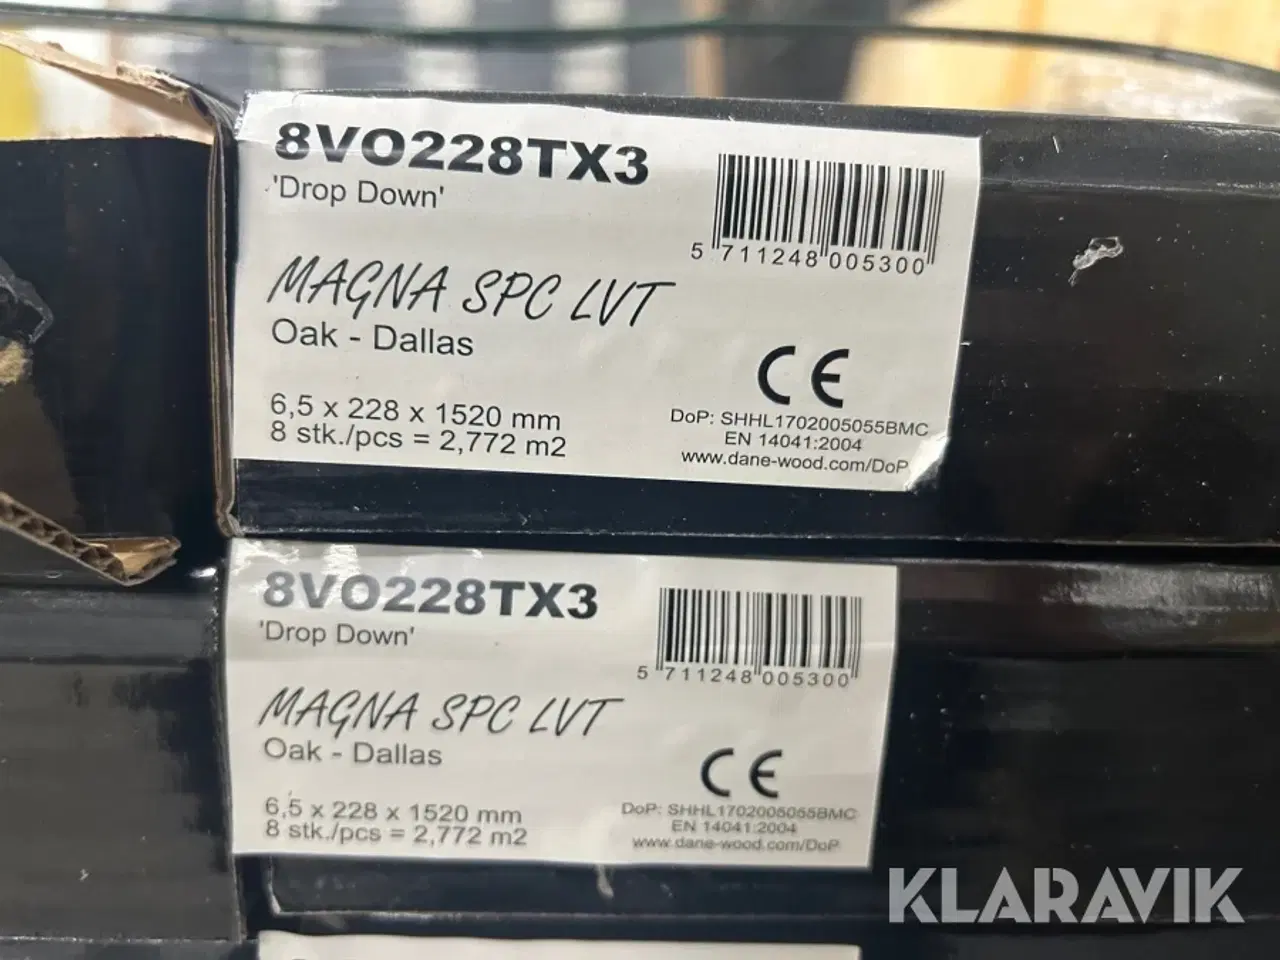 8VO228TX3
'Drop Down'
5 711248 005300
MAGNA SPC LVT
Oak - Dallas
CE
6,5 x 228 x 1520 mm
8 stk./pcs = 2,772 m2
DoP: SHHL1702005055BMC
EN 14041:2004
www.dane-wood.com/DoP
8VO228TX3
'Drop Down'
5 711248 005300
MAGNA SPC LVT
Oak - Dallas
CE
6,5 x 228 x 1520 mm
8 stk./pcs = 2,772 m2
DoP: SHHL1702005055BMC
EN 14041:2004
www.dane-wood.com/DoP
KLARAVIK